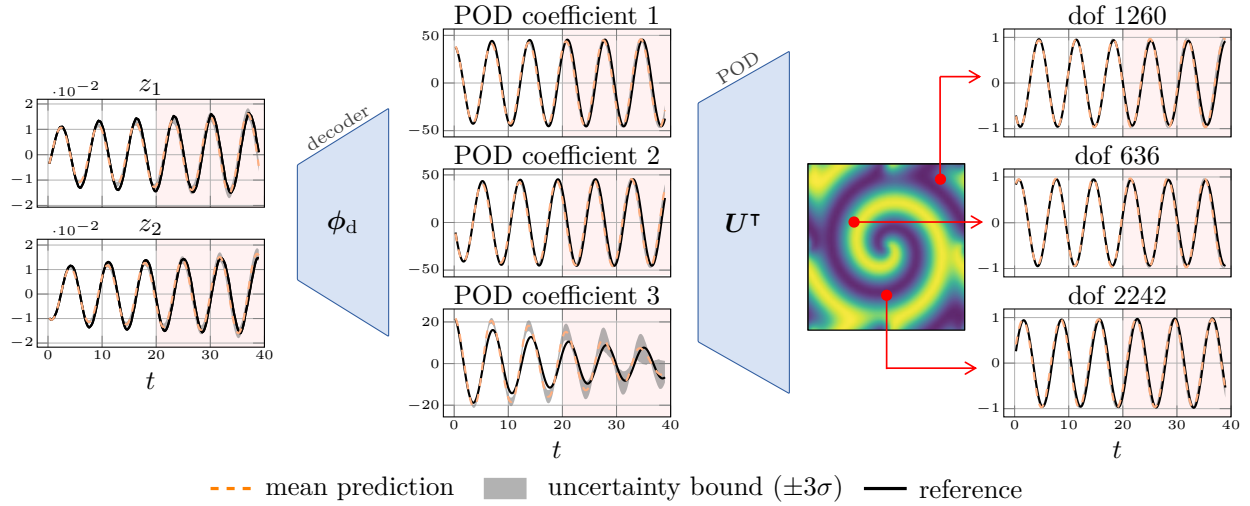 ·10⁻² z₁
2
1
0
−1
−2
·10⁻² z₂
2
1
0
−1
−2
0 10 20 30 40
t
decoder
ϕ_d
POD coefficient 1
50
0
−50
POD coefficient 2
50
0
−50
POD coefficient 3
20
0
−20
0 10 20 30 40
t
POD
U^⊤
dof 1260
1
0
−1
dof 636
1
0
−1
dof 2242
1
0
−1
0 10 20 30 40
t
mean prediction uncertainty bound (±3σ) reference